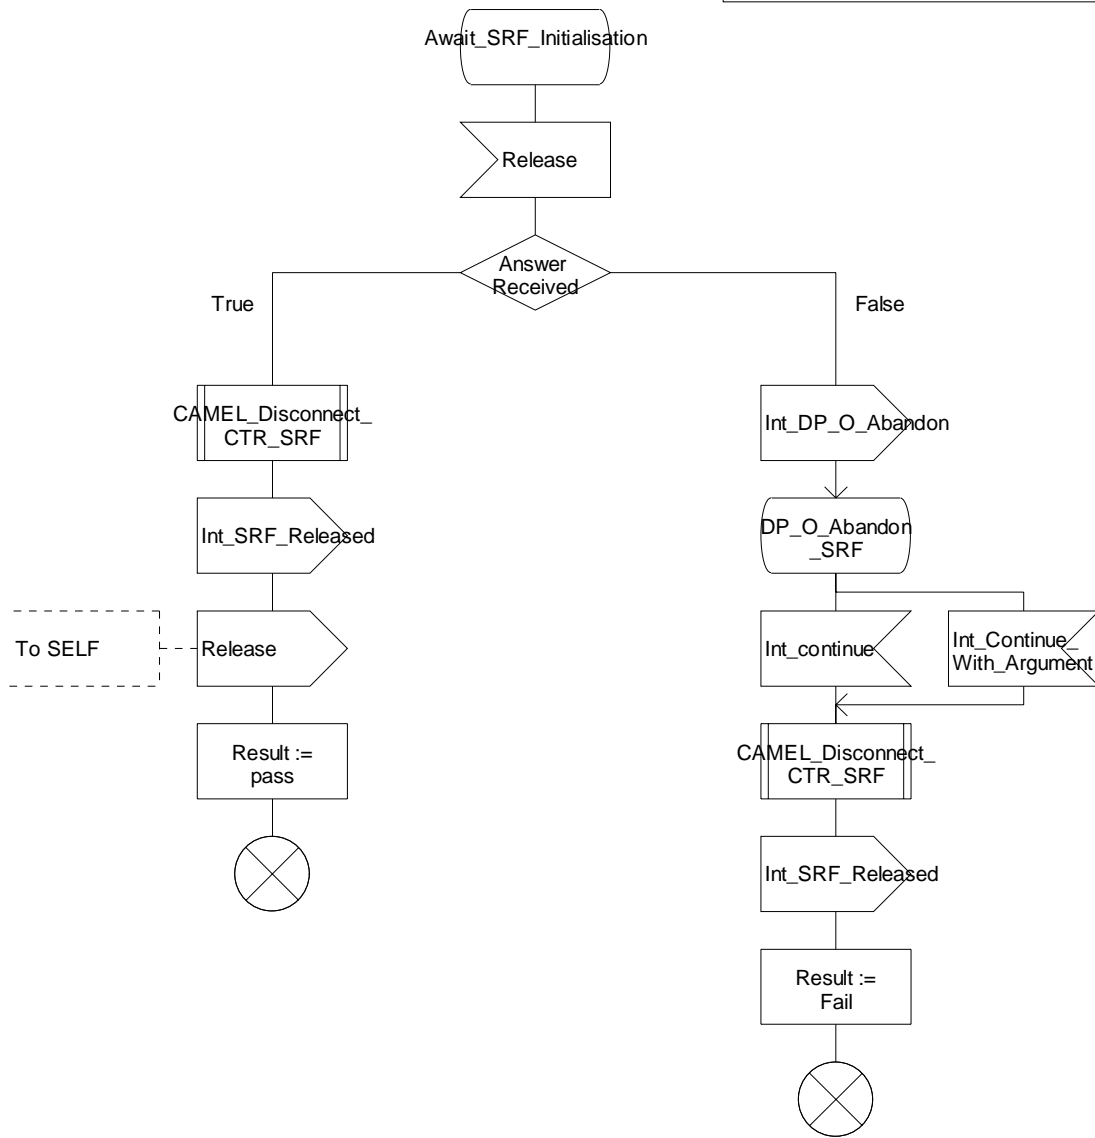 Await_SRF_Initialisation
Release
Answer
Received
True
False
CAMEL_Disconnect_
CTR_SRF
Int_DP_O_Abandon
Int_SRF_Released
DP_O_Abandon
_SRF
To SELF
Release
Int_continue
Int_Continue_
With_Argument
Result :=
pass
CAMEL_Disconnect_
CTR_SRF
Int_SRF_Released
Result :=
Fail